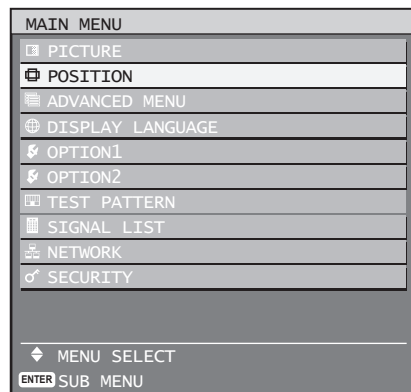 MAIN MENU
PICTURE
POSITION
ADVANCED MENU
DISPLAY LANGUAGE
OPTION1
OPTION2
TEST PATTERN
SIGNAL LIST
NETWORK
SECURITY
MENU SELECT
ENTER SUB MENU